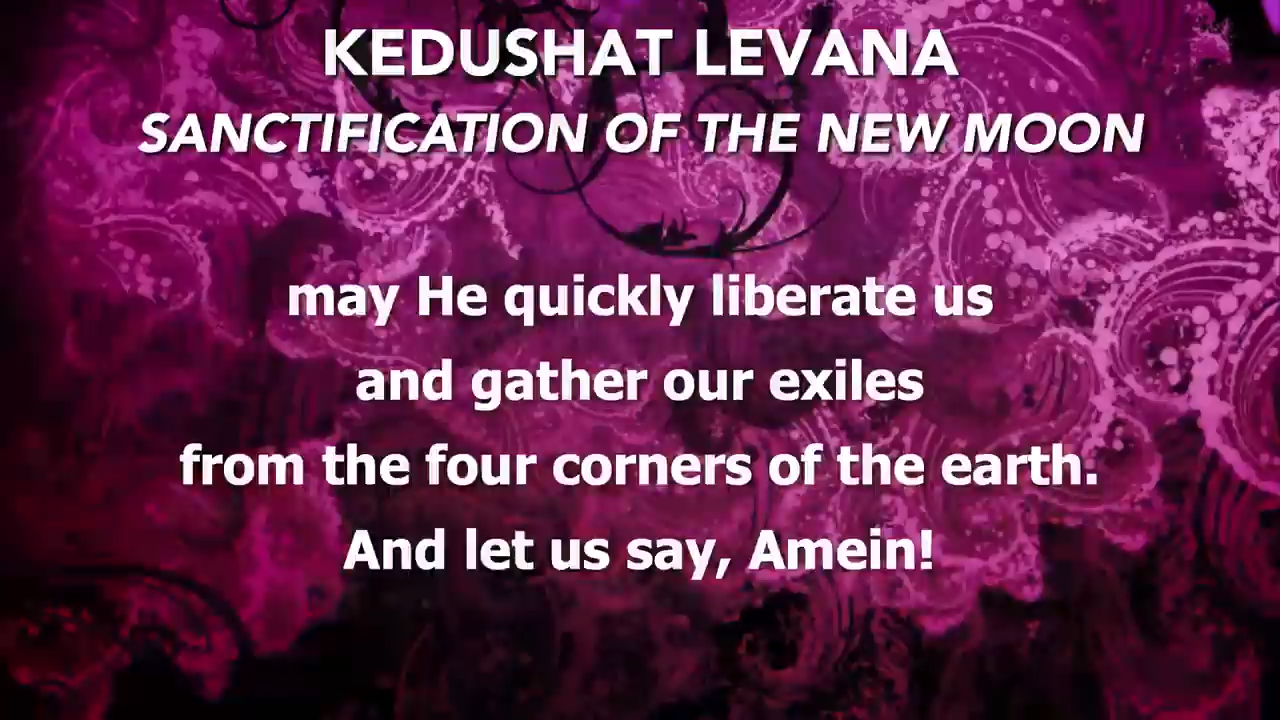 KEDUSHAT LEVANA
SANCTIFICATION OF THE NEW MOON
may He quickly liberate us
and gather our exiles
from the four corners of the earth.
And let us say, Amein!